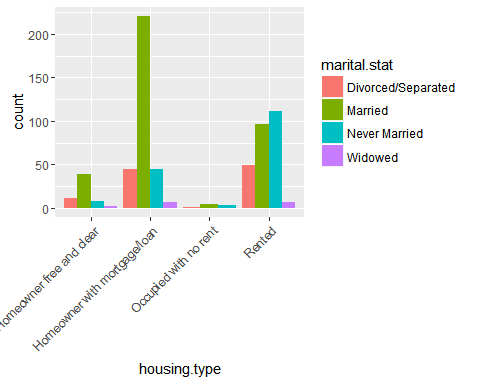 200
150
100
50
0
count
Homeowner free and clear
Homeowner with mortgage/loan
Occupied with no rent
Rented
housing.type
marital.stat
Divorced/Separated
Married
Never Married
Widowed